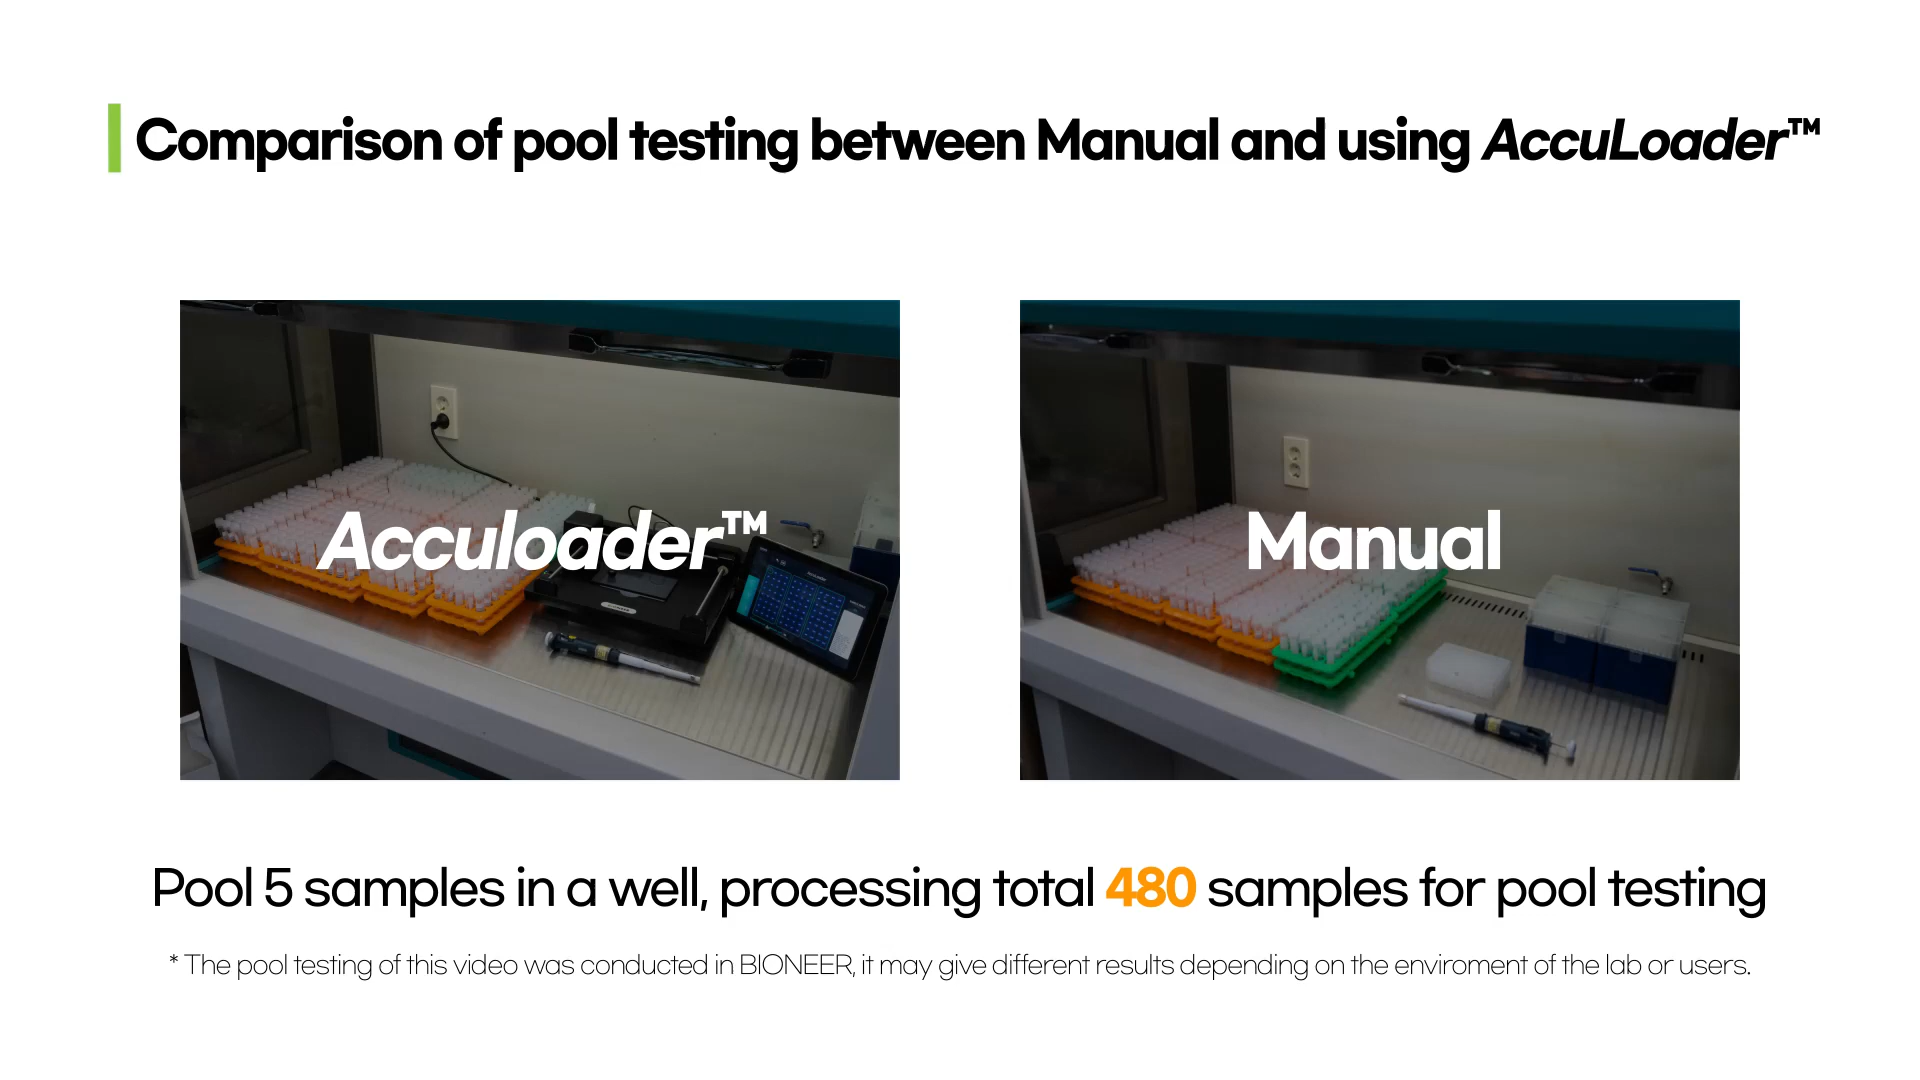 Comparison of pool testing between Manual and using AccuLoader™
Acculoader™
Manual
Pool 5 samples in a well, processing total 480 samples for pool testing
* The pool testing of this video was conducted in BIONEER, it may give different results depending on the enviroment of the lab or users.